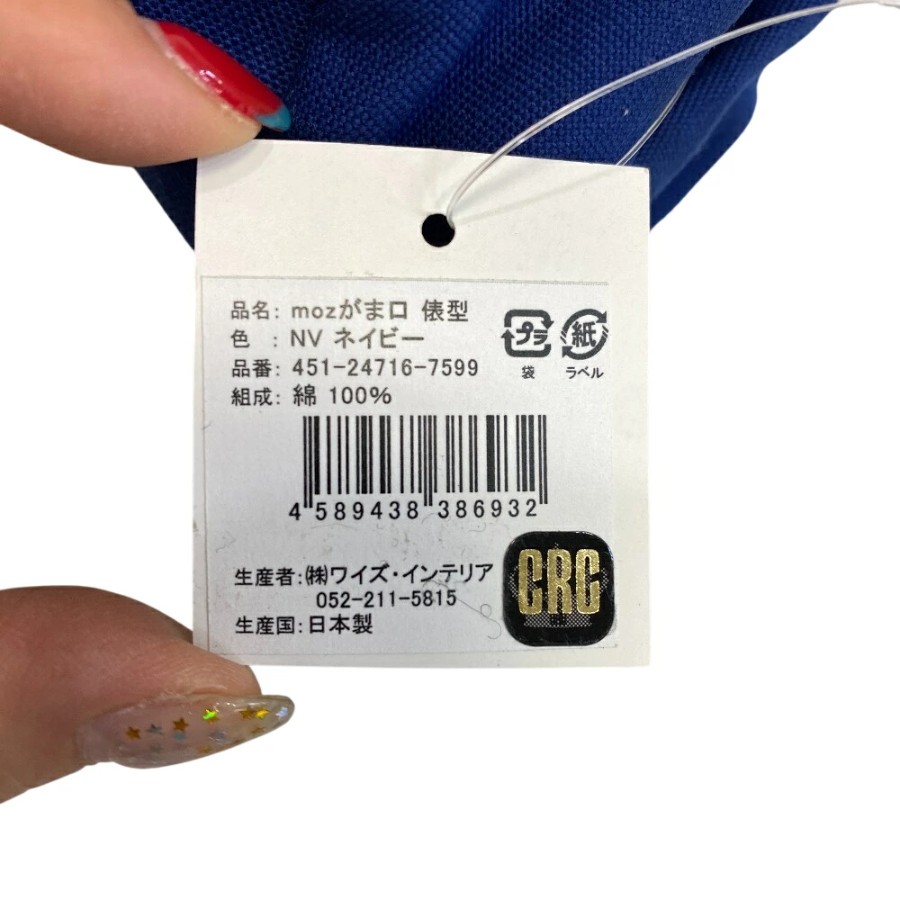 品名: mozがま口 俵型
色 : NV ネイビー
品番: 451-24716-7599
組成: 綿 100%
プラ
袋
紙
ラベル
4 589438 386932
生産者: ㈱ワイズ・インテリア
052-211-5815
生産国: 日本製
CRC